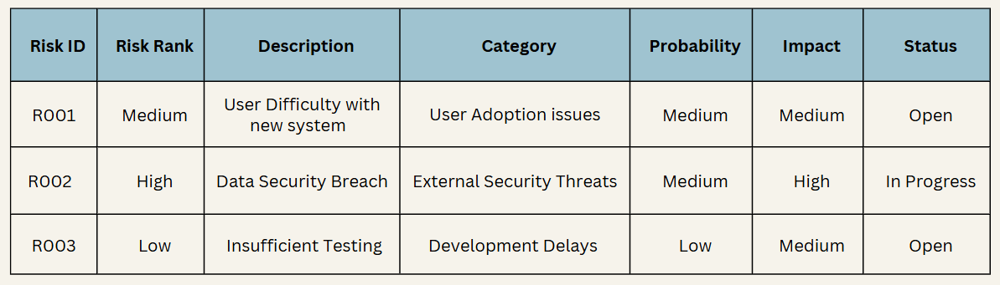 Risk ID Risk Rank Description Category Probability Impact Status
R001 Medium User Difficulty with new system User Adoption issues Medium Medium Open
R002 High Data Security Breach External Security Threats Medium High In Progress
R003 Low Insufficient Testing Development Delays Low Medium Open